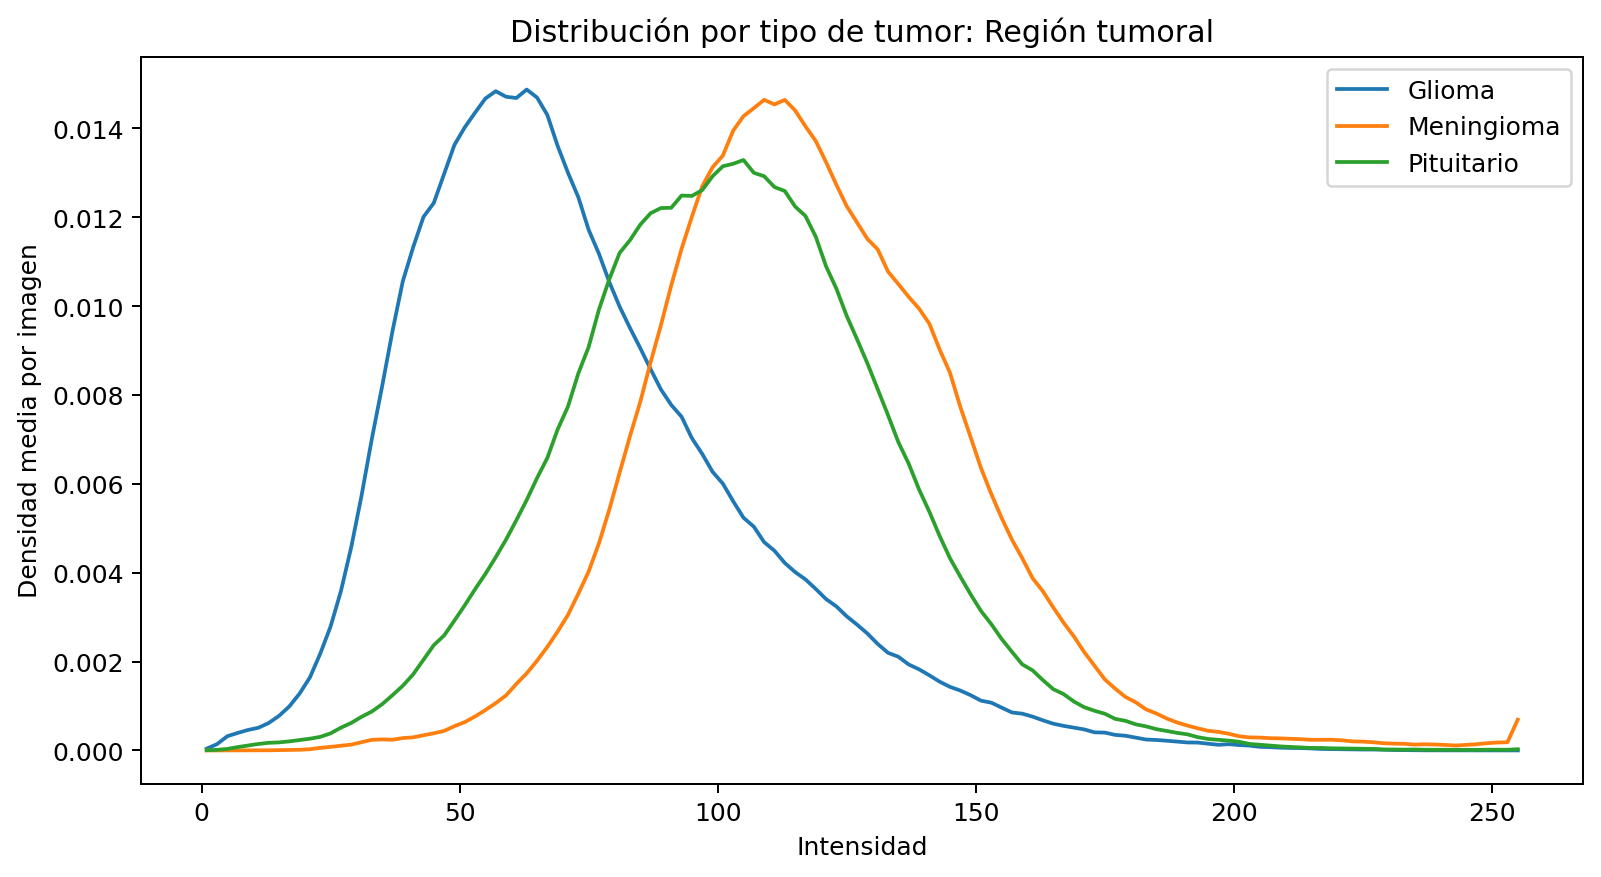 Distribución por tipo de tumor: Región tumoral
Glioma
Meningioma
Pituitario
Densidad media por imagen
0.014
0.012
0.010
0.008
0.006
0.004
0.002
0.000
0
50
100
150
200
250
Intensidad